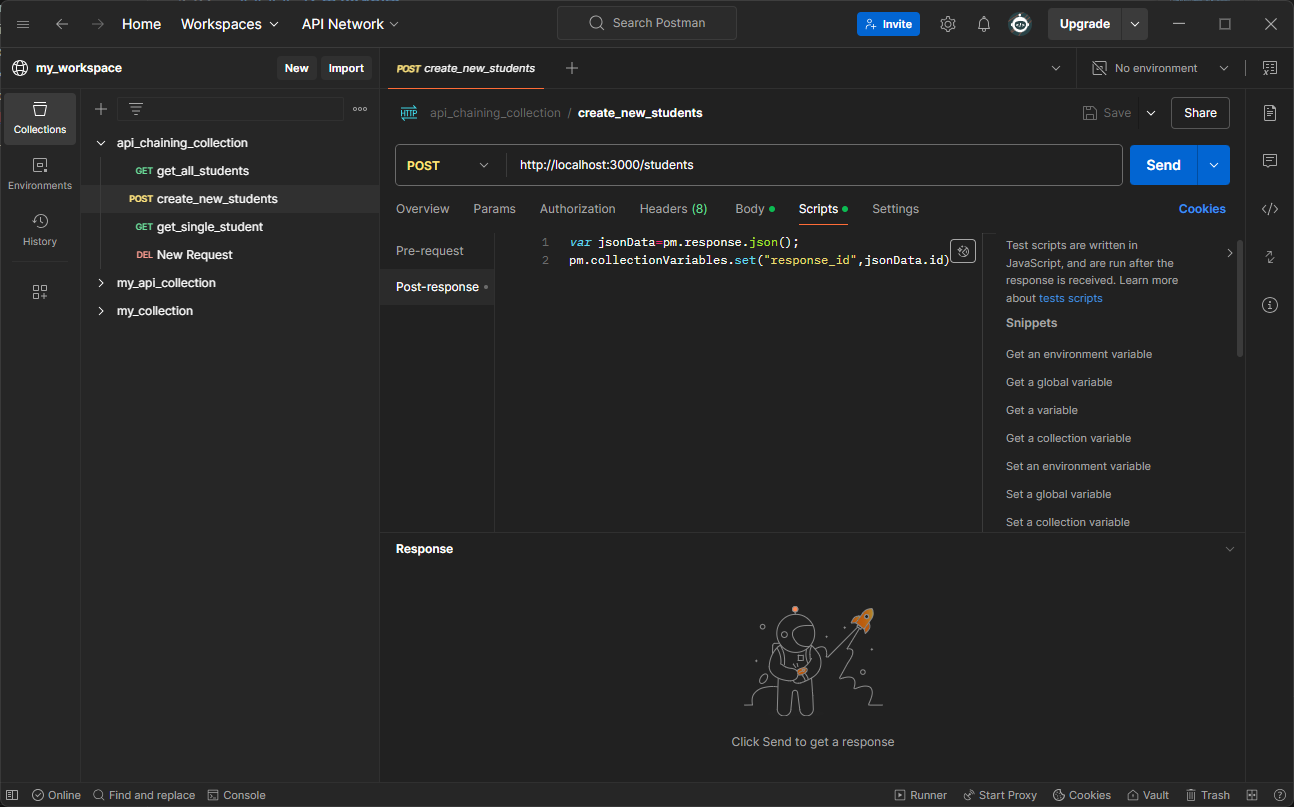 Home Workspaces API Network Search Postman Invite Upgrade
my_workspace New Import POST create_new_students No environment
Collections
Environments
History
api_chaining_collection
GET get_all_students
POST create_new_students
GET get_single_student
DEL New Request
my_api_collection
my_collection
HTTP api_chaining_collection / create_new_students Save Share
POST http://localhost:3000/students Send
Overview Params Authorization Headers (8) Body Scripts Settings Cookies
Pre-request
Post-response
1 var jsonData=pm.response.json();
2 pm.collectionVariables.set("response_id",jsonData.id)
Test scripts are written in
JavaScript, and are run after the
response is received. Learn more
about tests scripts
Snippets
Get an environment variable
Get a global variable
Get a variable
Get a collection variable
Set an environment variable
Set a global variable
Set a collection variable
Response
Click Send to get a response
Online Find and replace Console Runner Start Proxy Cookies Vault Trash